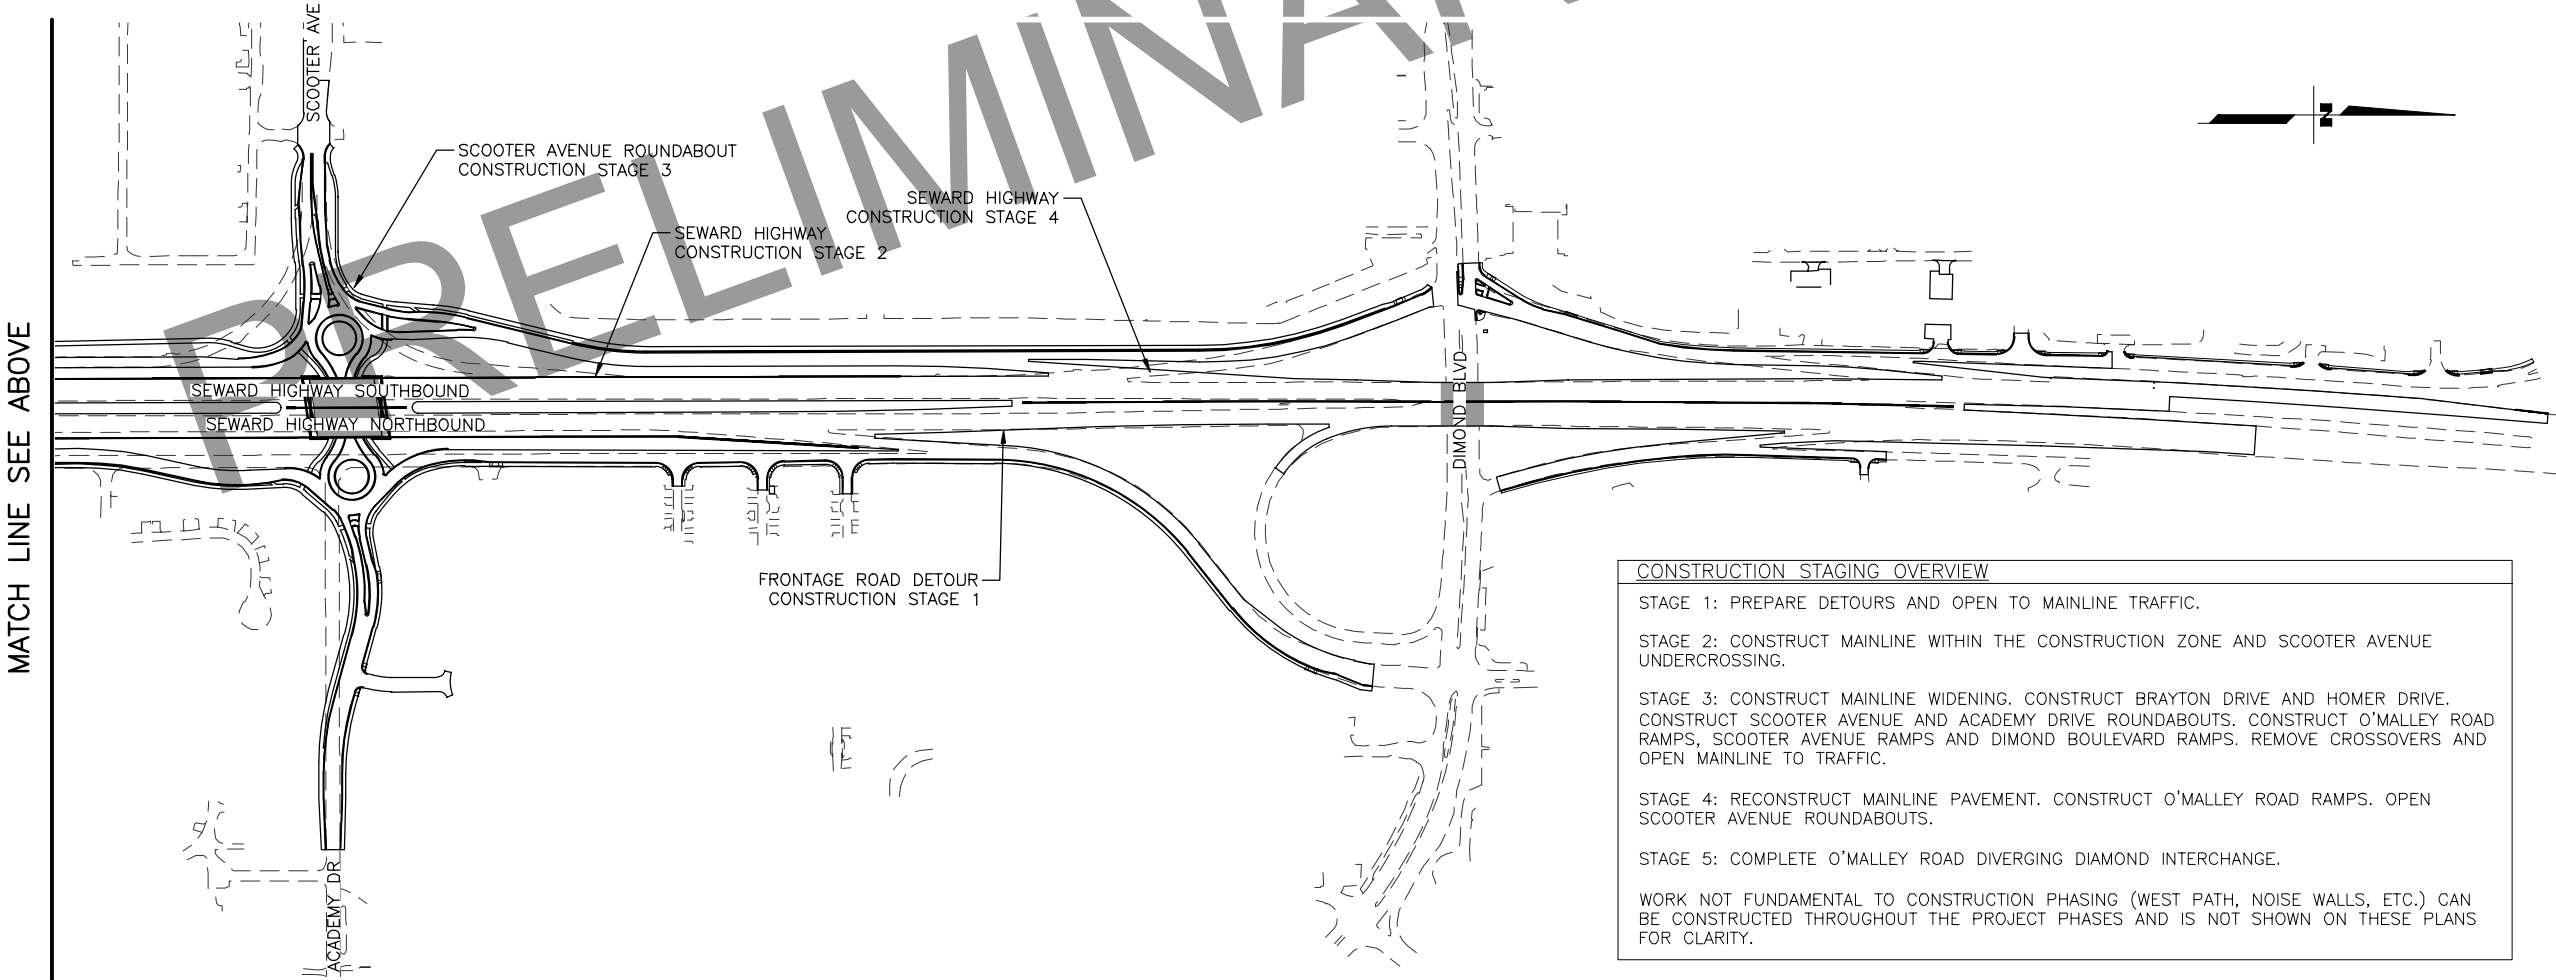 SCOOTER AVE
PRELIMINA
N
SCOOTER AVENUE ROUNDABOUT
CONSTRUCTION STAGE 3
SEWARD HIGHWAY
CONSTRUCTION STAGE 4
SEWARD HIGHWAY
CONSTRUCTION STAGE 2
MATCH LINE SEE ABOVE
SEWARD HIGHWAY SOUTHBOUND
SEWARD HIGHWAY NORTHBOUND
DIMOND BLVD
FRONTAGE ROAD DETOUR
CONSTRUCTION STAGE 1
ACADEMY DR
CONSTRUCTION STAGING OVERVIEW
STAGE 1: PREPARE DETOURS AND OPEN TO MAINLINE TRAFFIC.
STAGE 2: CONSTRUCT MAINLINE WITHIN THE CONSTRUCTION ZONE AND SCOOTER AVENUE
UNDERCROSSING.
STAGE 3: CONSTRUCT MAINLINE WIDENING. CONSTRUCT BRAYTON DRIVE AND HOMER DRIVE.
CONSTRUCT SCOOTER AVENUE AND ACADEMY DRIVE ROUNDABOUTS. CONSTRUCT O'MALLEY ROAD
RAMPS, SCOOTER AVENUE RAMPS AND DIMOND BOULEVARD RAMPS. REMOVE CROSSOVERS AND
OPEN MAINLINE TO TRAFFIC.
STAGE 4: RECONSTRUCT MAINLINE PAVEMENT. CONSTRUCT O'MALLEY ROAD RAMPS. OPEN
SCOOTER AVENUE ROUNDABOUTS.
STAGE 5: COMPLETE O'MALLEY ROAD DIVERGING DIAMOND INTERCHANGE.
WORK NOT FUNDAMENTAL TO CONSTRUCTION PHASING (WEST PATH, NOISE WALLS, ETC.) CAN
BE CONSTRUCTED THROUGHOUT THE PROJECT PHASES AND IS NOT SHOWN ON THESE PLANS
FOR CLARITY.